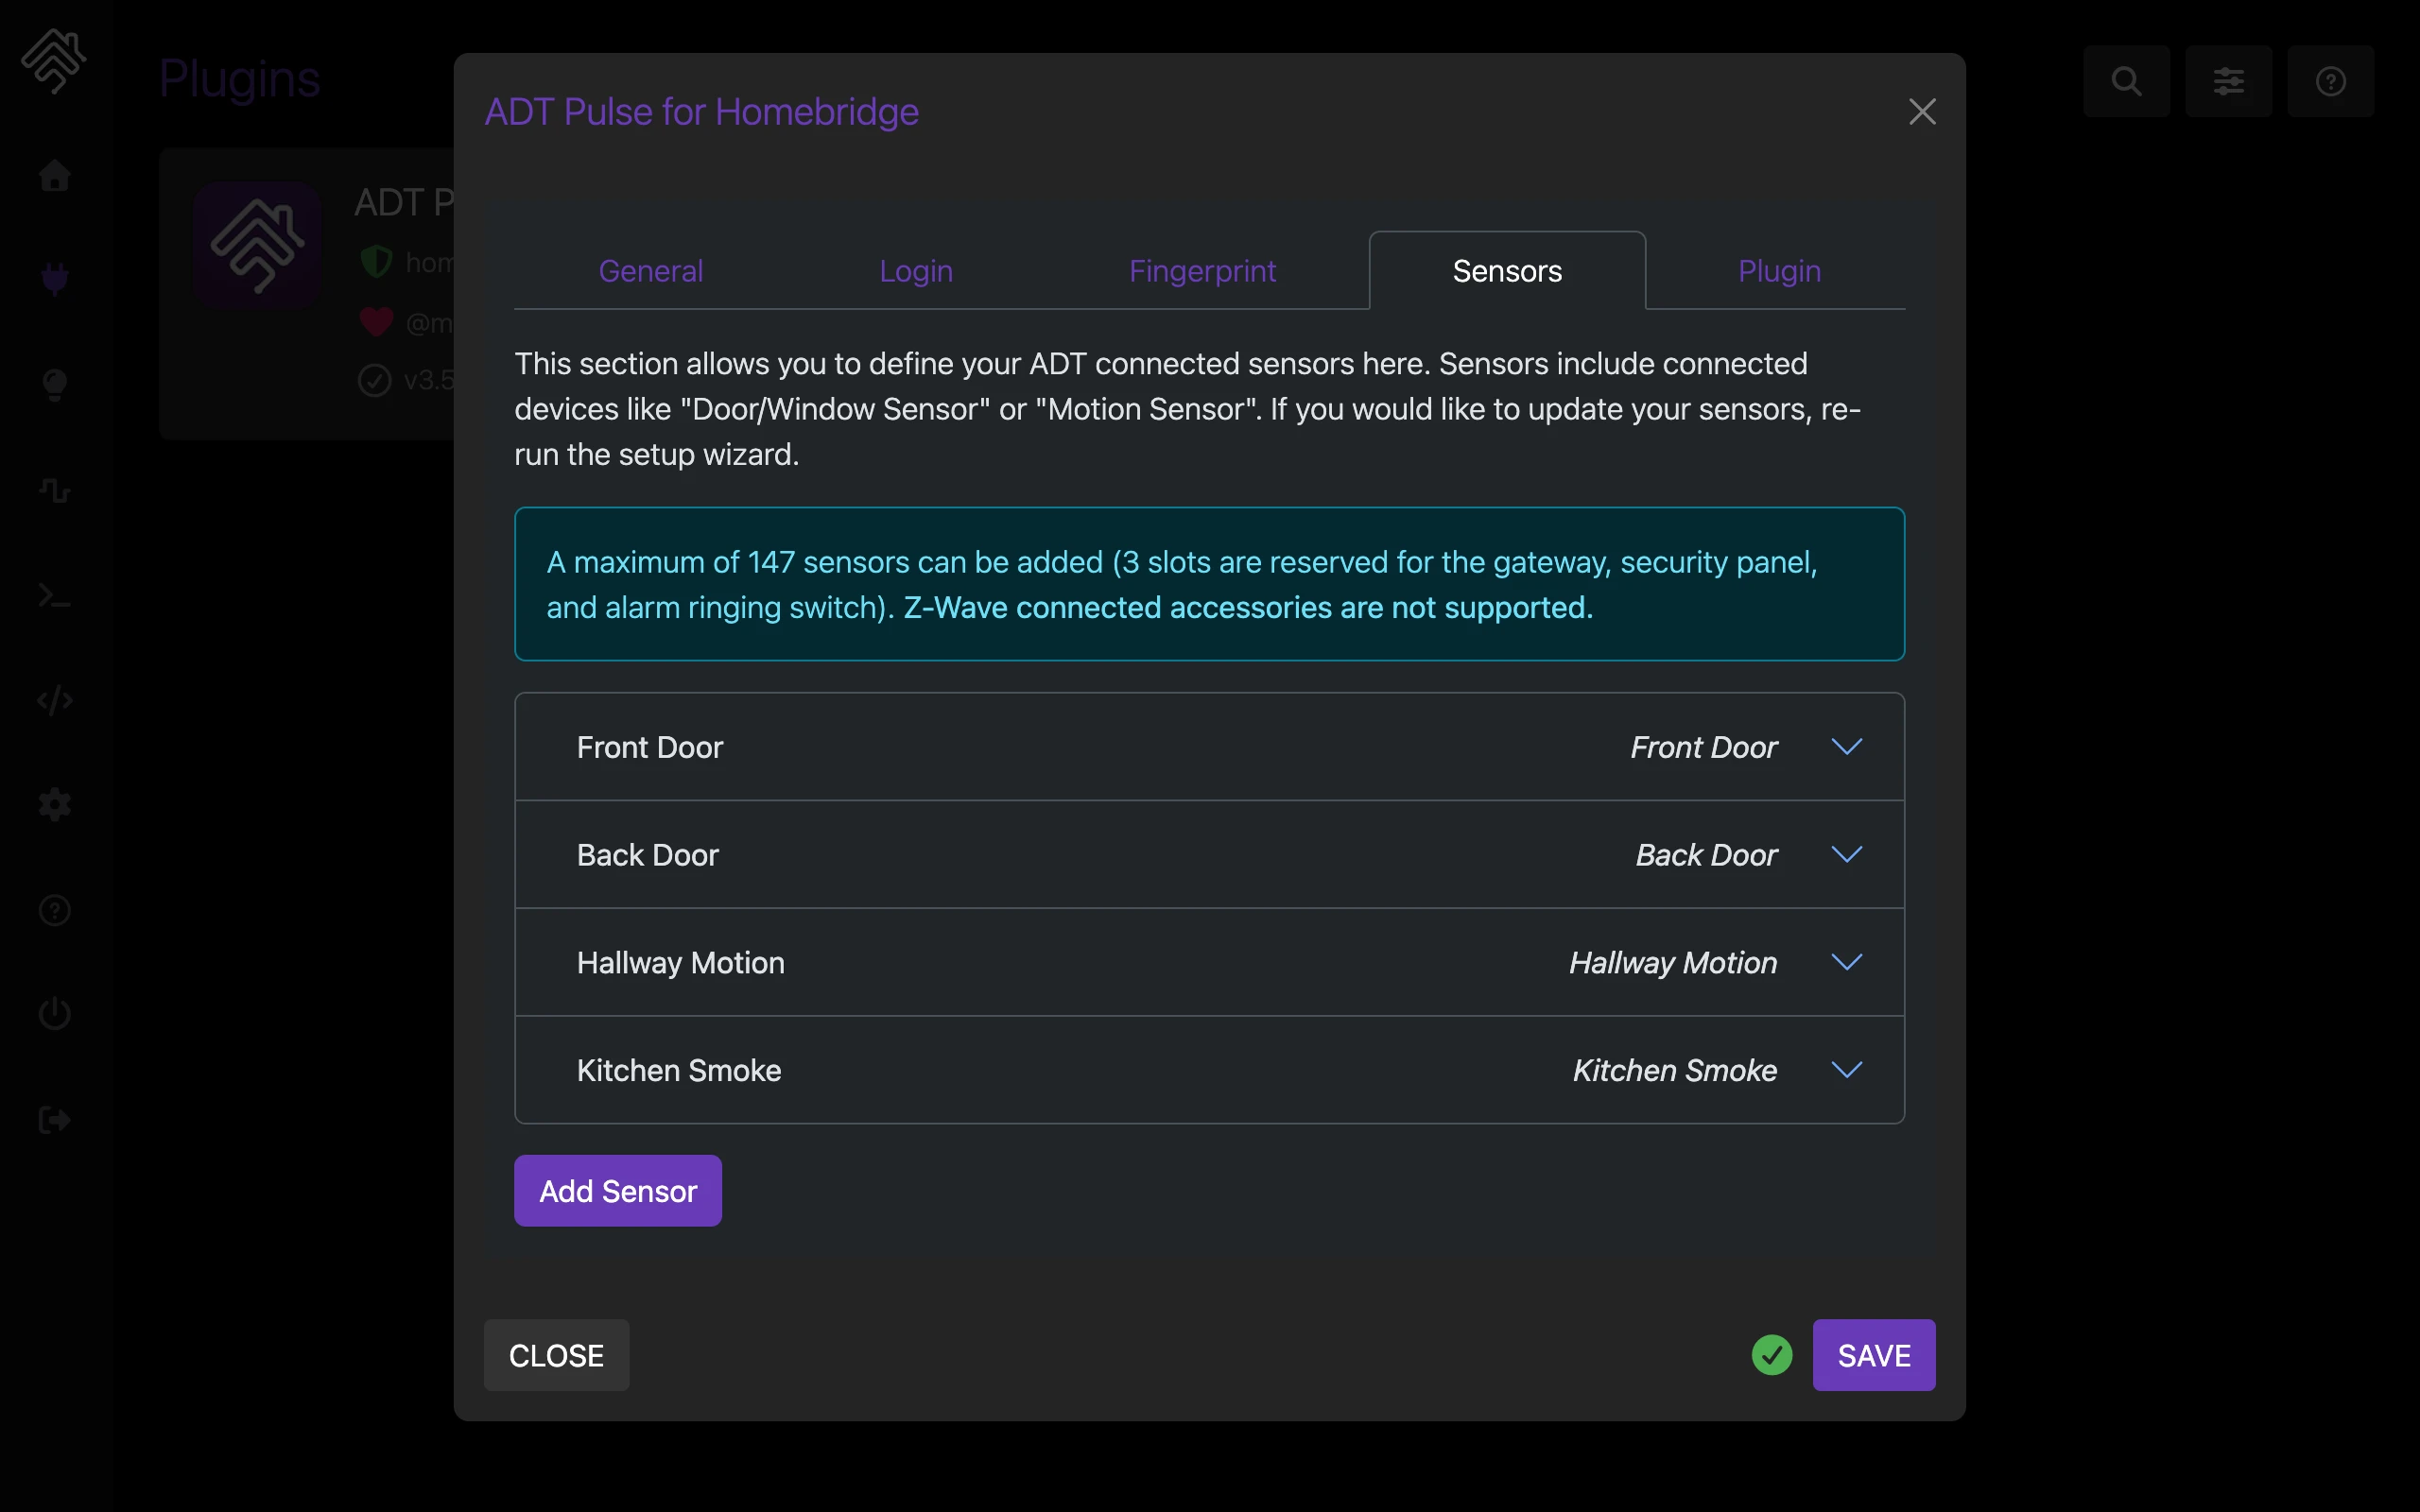 Plugins
ADT Pulse for Homebridge
ADT P
hom
@m
v3.5
General
Login
Fingerprint
Sensors
Plugin
This section allows you to define your ADT connected sensors here. Sensors include connected
devices like "Door/Window Sensor" or "Motion Sensor". If you would like to update your sensors, re-
run the setup wizard.
A maximum of 147 sensors can be added (3 slots are reserved for the gateway, security panel,
and alarm ringing switch). Z-Wave connected accessories are not supported.
Front Door Front Door
Back Door Back Door
Hallway Motion Hallway Motion
Kitchen Smoke Kitchen Smoke
Add Sensor
CLOSE
SAVE